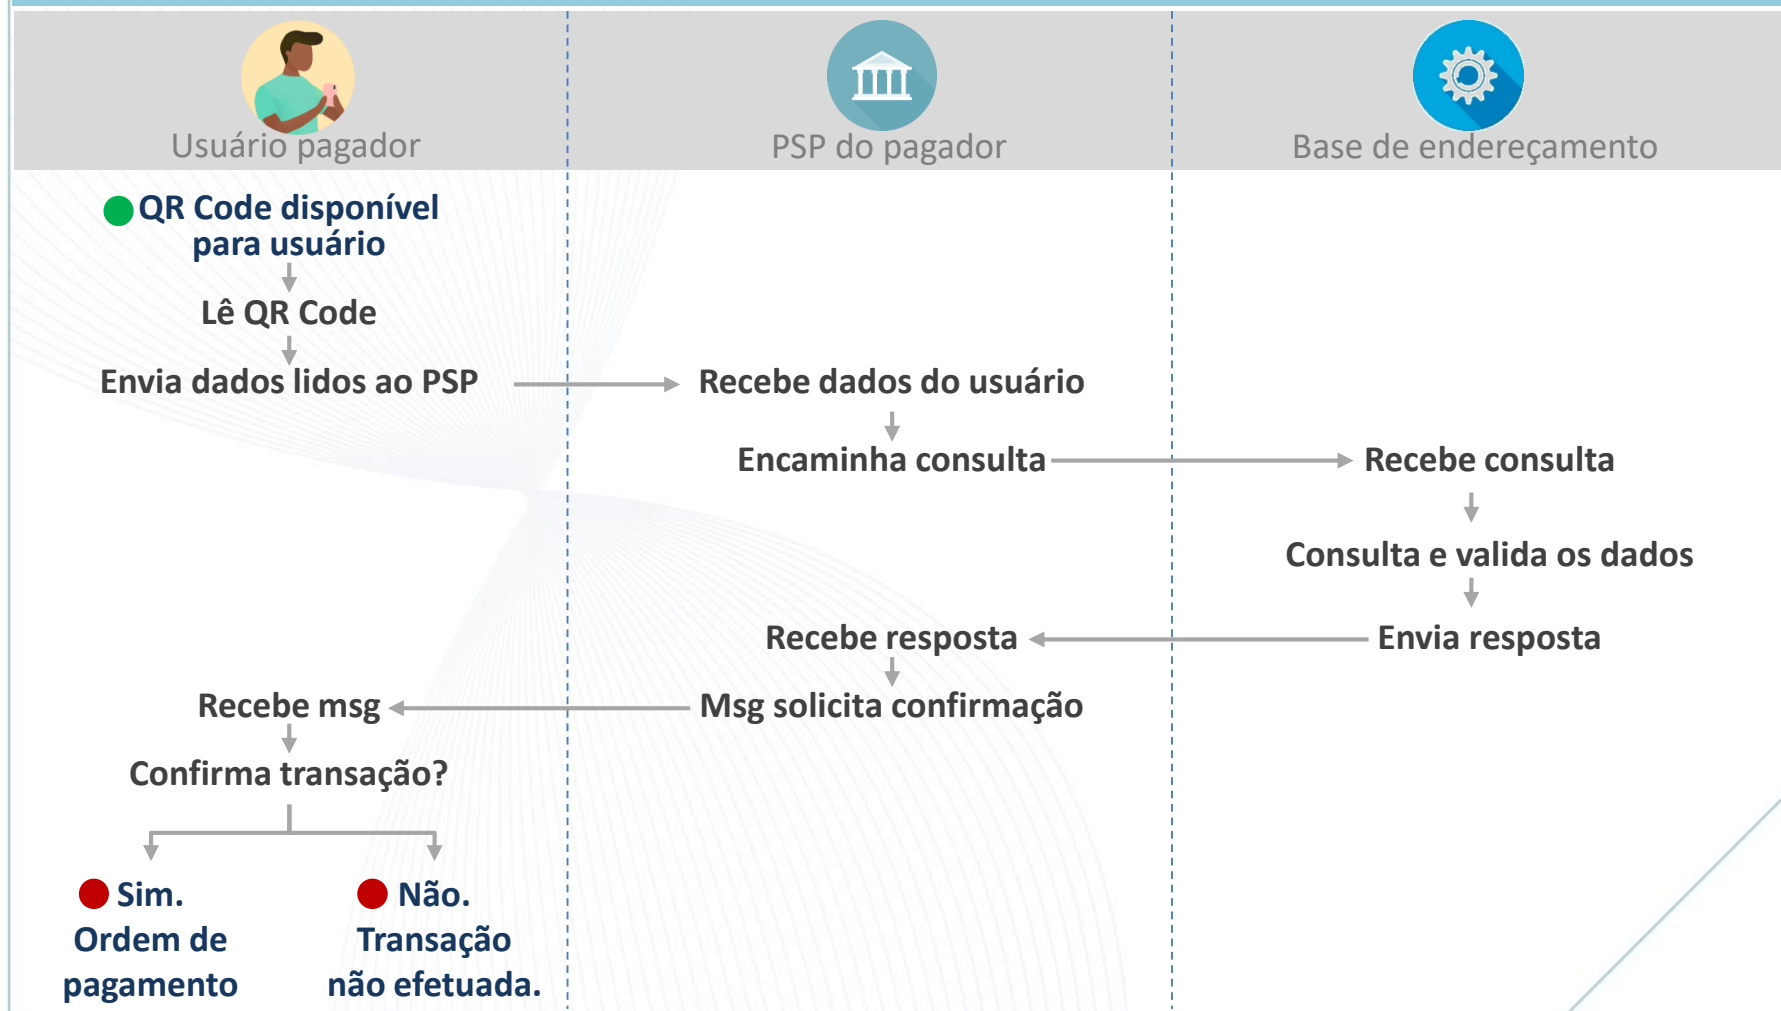 Usuário pagador
PSP do pagador
Base de endereçamento
QR Code disponível
para usuário
Lê QR Code
Envia dados lidos ao PSP
Recebe dados do usuário
Encaminha consulta
Recebe consulta
Consulta e valida os dados
Recebe resposta
Envia resposta
Recebe msg
Msg solicita confirmação
Confirma transação?
Sim.
Ordem de
pagamento
Não.
Transação
não efetuada.